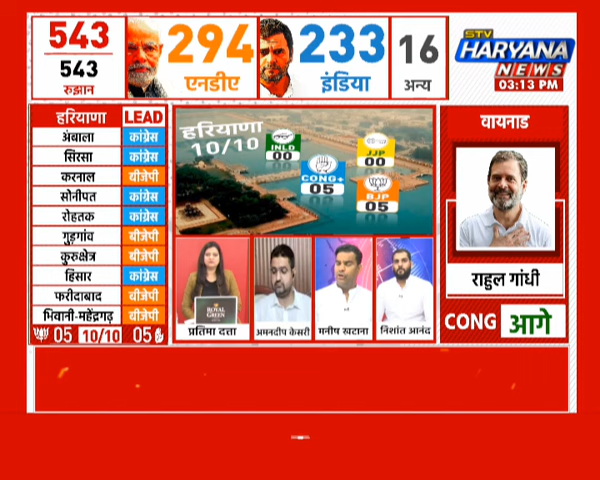 543
543
रुझान
294
एनडीए
233
इंडिया
16
अन्य
STV
HARYANA
NEWS
03:13 PM
हरियाणा LEAD
अंबाला कांग्रेस
सिरसा कांग्रेस
करनाल बीजेपी
सोनीपत कांग्रेस
रोहतक कांग्रेस
गुड़गांव बीजेपी
कुरुक्षेत्र बीजेपी
हिसार कांग्रेस
फरीदाबाद बीजेपी
भिवानी-महेंद्रगढ़ बीजेपी
05 10/10 05
हरियाणा
10/10
INLD
00
CONG+
05
JJP
00
BJP
05
ROYAL
GREEN
प्रतिमा दत्ता
अमनदीप केसरी
मनीष खटाना
निशांत आनंद
वायनाड
राहुल गांधी
CONG आगे